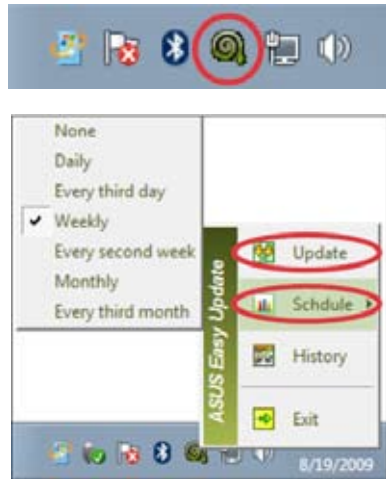 None
Daily
Every third day
Weekly
Every second week
Monthly
Every third month
ASUS Easy Update
Update
Schdule
History
Exit
8/19/2009